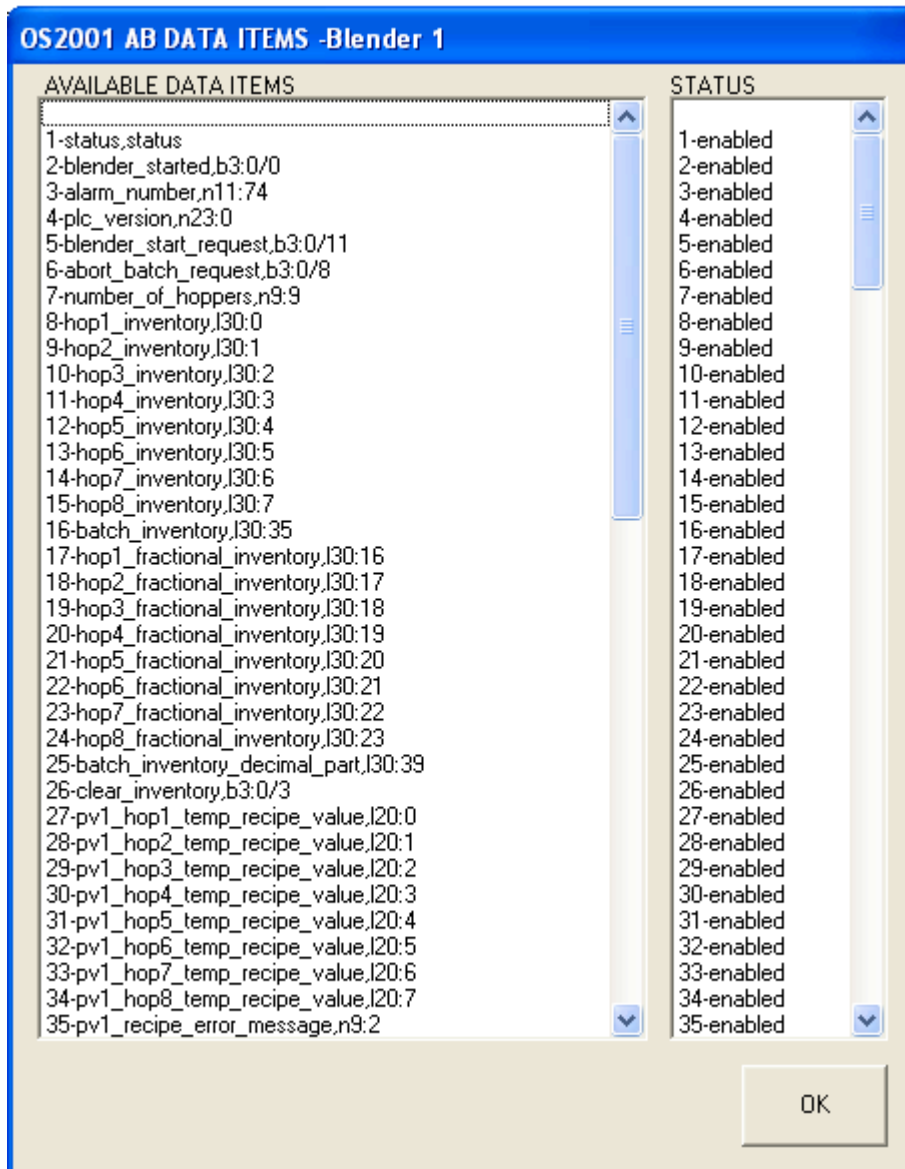 OS2001 AB DATA ITEMS -Blender 1
AVAILABLE DATA ITEMS
1-status,status
2-blender_started,b3:0/0
3-alarm_number,n11:74
4-plc_version,n23:0
5-blender_start_request,b3:0/11
6-abort_batch_request,b3:0/8
7-number_of_hoppers,n9:9
8-hop1_inventory,l30:0
9-hop2_inventory,l30:1
10-hop3_inventory,l30:2
11-hop4_inventory,l30:3
12-hop5_inventory,l30:4
13-hop6_inventory,l30:5
14-hop7_inventory,l30:6
15-hop8_inventory,l30:7
16-batch_inventory,l30:35
17-hop1_fractional_inventory,l30:16
18-hop2_fractional_inventory,l30:17
19-hop3_fractional_inventory,l30:18
20-hop4_fractional_inventory,l30:19
21-hop5_fractional_inventory,l30:20
22-hop6_fractional_inventory,l30:21
23-hop7_fractional_inventory,l30:22
24-hop8_fractional_inventory,l30:23
25-batch_inventory_decimal_part,l30:39
26-clear_inventory,b3:0/3
27-pv1_hop1_temp_recipe_value,l20:0
28-pv1_hop2_temp_recipe_value,l20:1
29-pv1_hop3_temp_recipe_value,l20:2
30-pv1_hop4_temp_recipe_value,l20:3
31-pv1_hop5_temp_recipe_value,l20:4
32-pv1_hop6_temp_recipe_value,l20:5
33-pv1_hop7_temp_recipe_value,l20:6
34-pv1_hop8_temp_recipe_value,l20:7
35-pv1_recipe_error_message,n9:2
STATUS
1-enabled
2-enabled
3-enabled
4-enabled
5-enabled
6-enabled
7-enabled
8-enabled
9-enabled
10-enabled
11-enabled
12-enabled
13-enabled
14-enabled
15-enabled
16-enabled
17-enabled
18-enabled
19-enabled
20-enabled
21-enabled
22-enabled
23-enabled
24-enabled
25-enabled
26-enabled
27-enabled
28-enabled
29-enabled
30-enabled
31-enabled
32-enabled
33-enabled
34-enabled
35-enabled
OK